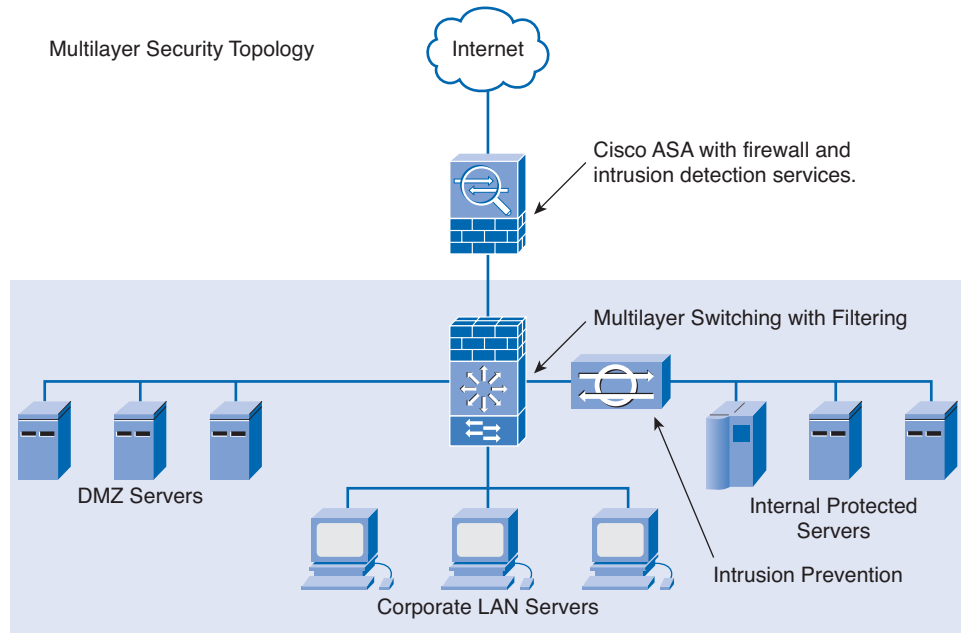 Multilayer Security Topology
Internet
Cisco ASA with firewall and
intrusion detection services.
Multilayer Switching with Filtering
DMZ Servers
Internal Protected
Servers
Intrusion Prevention
Corporate LAN Servers